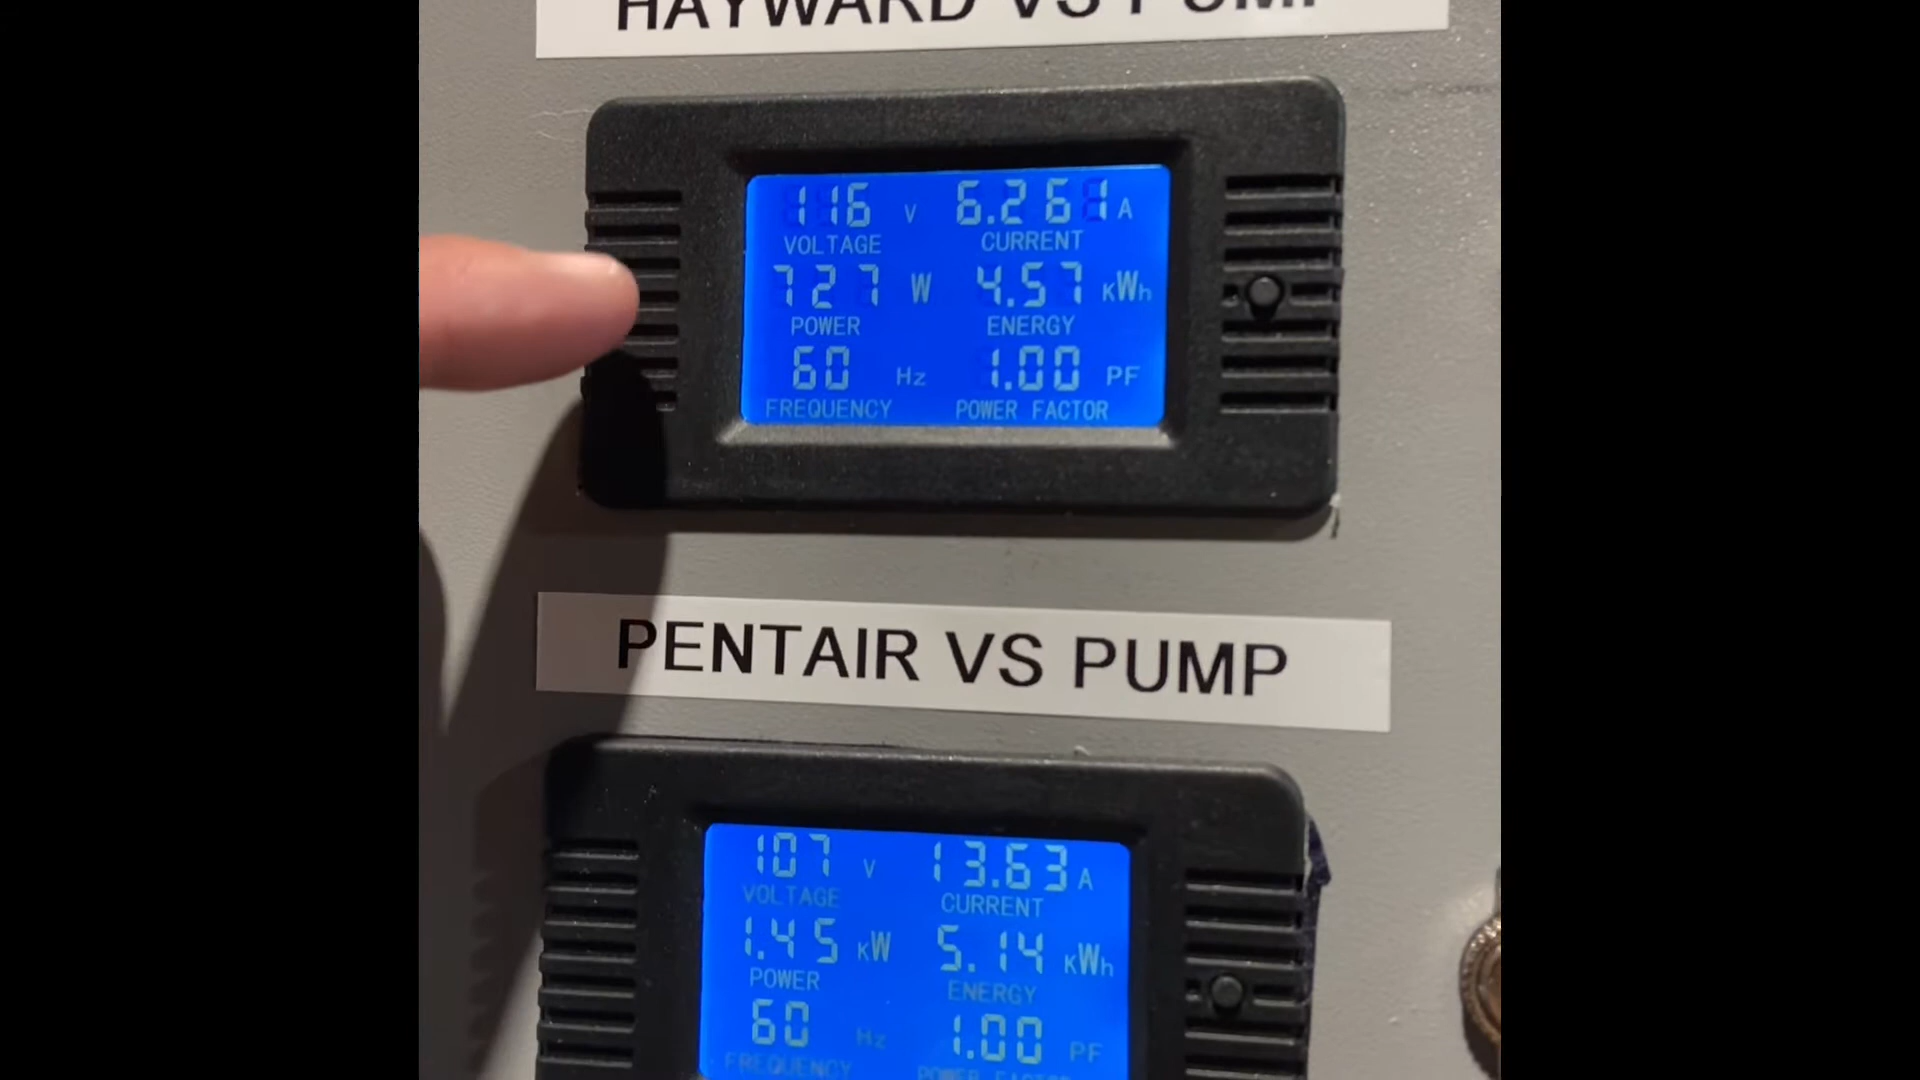 HAYWARD VS PUMP
116 V 6.261 A
VOLTAGE CURRENT
727 W 4.57 KWh
POWER ENERGY
60 Hz 1.00 PF
FREQUENCY POWER FACTOR
PENTAIR VS PUMP
107 V 13.63 A
VOLTAGE CURRENT
1.45 KW 5.14 KWh
POWER ENERGY
60 Hz 1.00 PF
FREQUENCY POWER FACTOR